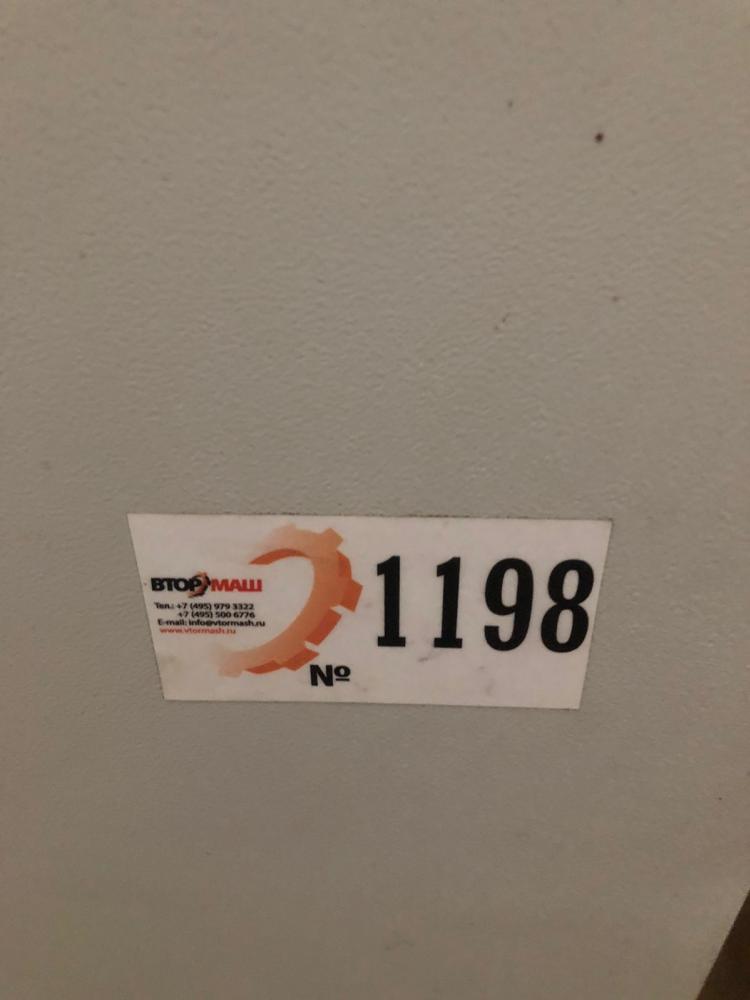 ВТОРМАШ
Тел.: +7 (495) 979 3322
+7 (495) 500 6776
E-mail: info@vtormash.ru
www.vtormash.ru
№
1198